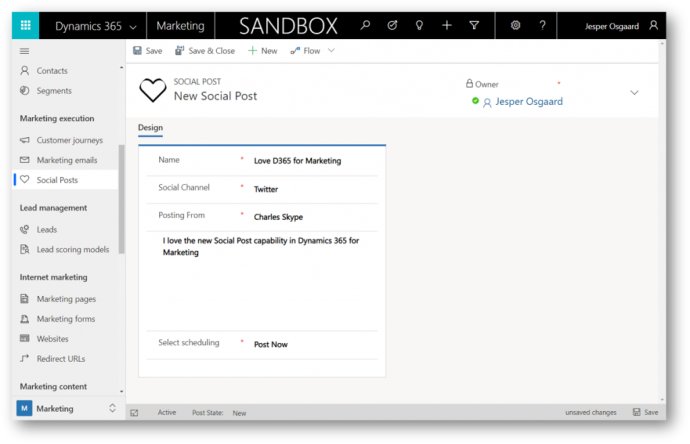 Dynamics 365
Marketing
SANDBOX
Jesper Osgaard
Save
Save & Close
New
Flow
Contacts
Segments
Marketing execution
Customer journeys
Marketing emails
Social Posts
Lead management
Leads
Lead scoring models
Internet marketing
Marketing pages
Marketing forms
Websites
Redirect URLs
Marketing content
M Marketing
SOCIAL POST
New Social Post
Owner *
Jesper Osgaard
Design
Name * Love D365 for Marketing
Social Channel * Twitter
Posting From * Charles Skype
I love the new Social Post capability in Dynamics 365 for
Marketing
Select scheduling * Post Now
Active Post State: New unsaved changes Save